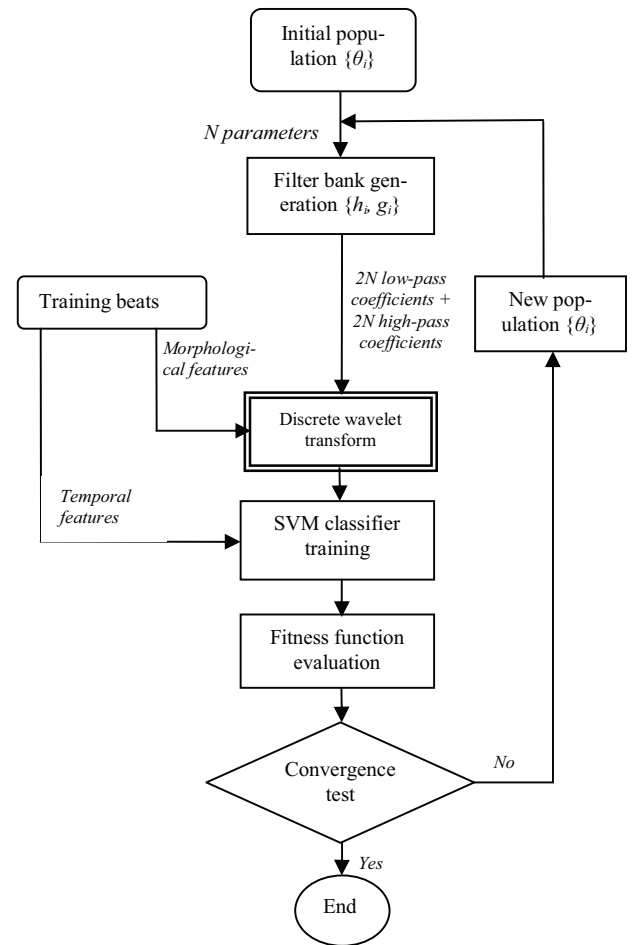 Initial popu-
lation {θi}
N parameters
Filter bank gen-
eration {hi, gi}
2N low-pass
coefficients +
2N high-pass
coefficients
New pop-
ulation {θi}
Training beats
Morphologi-
cal features
Discrete wavelet
transform
Temporal
features
SVM classifier
training
Fitness function
evaluation
Convergence
test
No
Yes
End